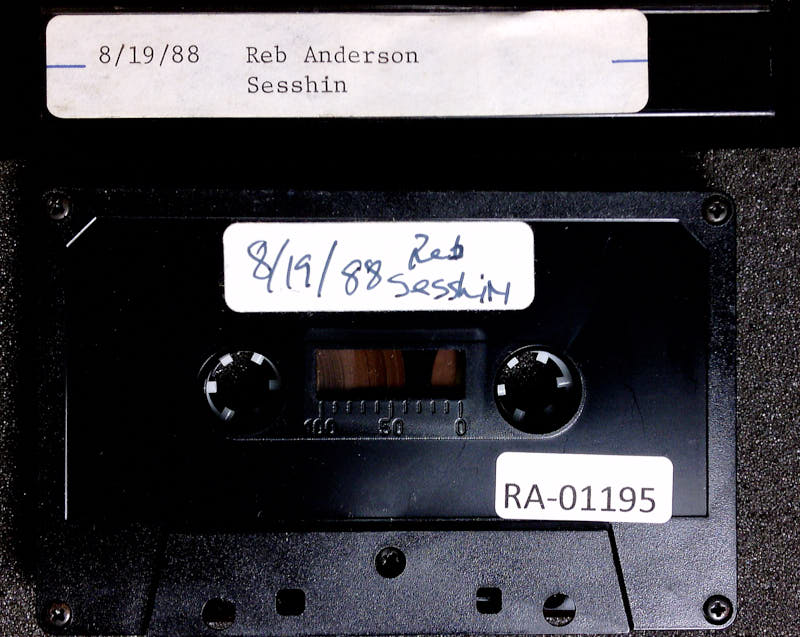 8/19/88 Reb Anderson
Sesshin
8/19/88 Reb
Sesshin
100 50 0
RA-01195